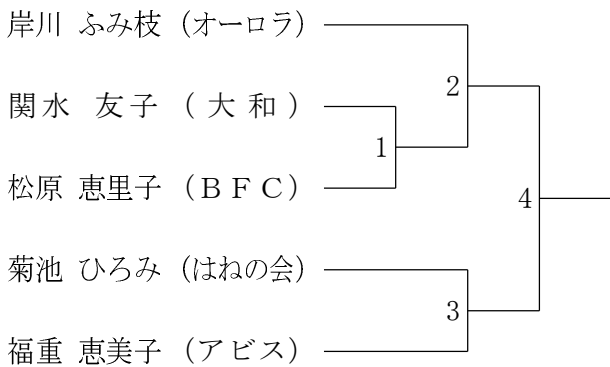 岸川 ふみ枝 (オーロラ)
2
関水 友子 (大和)
1
松原 恵里子 (BFC)
4
菊池 ひろみ (はねの会)
3
福重 恵美子 (アビス)